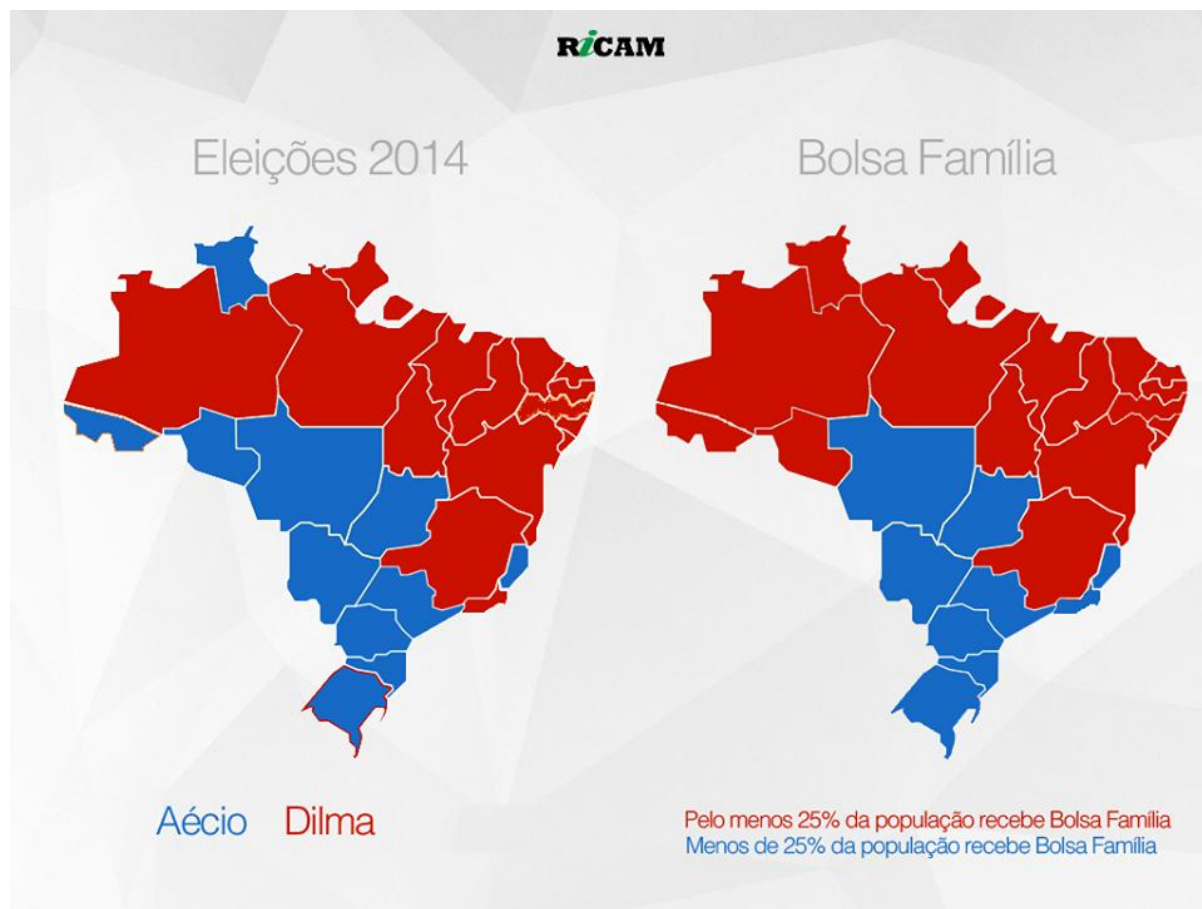 RiCAM
Eleições 2014
Bolsa Família
Aécio Dilma
Pelo menos 25% da população recebe Bolsa Família
Menos de 25% da população recebe Bolsa Família